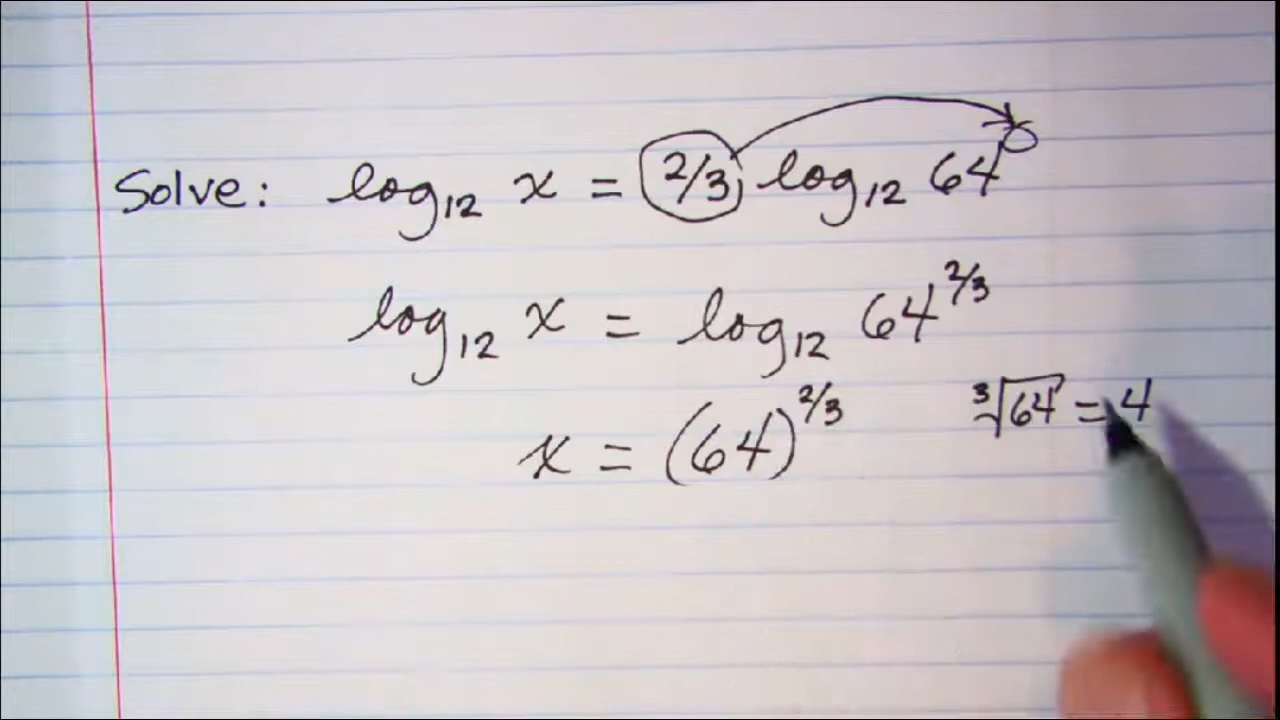 Solve: log₁₂ x = 2/3 log₁₂ 64
log₁₂ x = log₁₂ 64^2/3
x = (64)^2/3
∛64 = 4